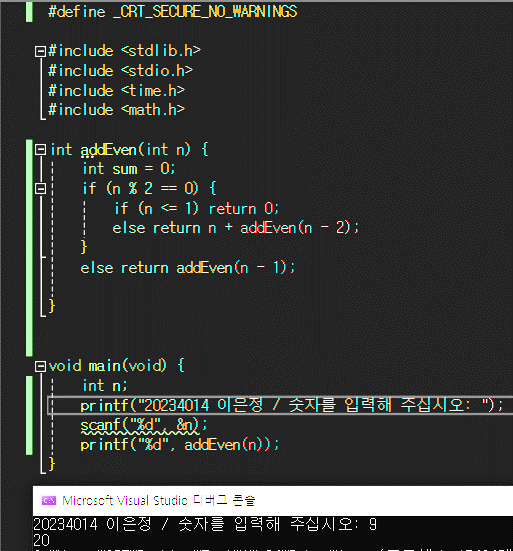 #define _CRT_SECURE_NO_WARNINGS
#include <stdlib.h>
#include <stdio.h>
#include <time.h>
#include <math.h>
int addEven(int n) {
int sum = 0;
if (n % 2 == 0) {
if (n <= 1) return 0;
else return n + addEven(n - 2);
}
else return addEven(n - 1);
}
void main(void) {
int n;
printf("20234014 이은정 / 숫자를 입력해 주십시오: ");
scanf("%d", &n);
printf("%d", addEven(n));
}
Microsoft Visual Studio 디버그 콘솔
20234014 이은정 / 숫자를 입력해 주십시오: 9
20